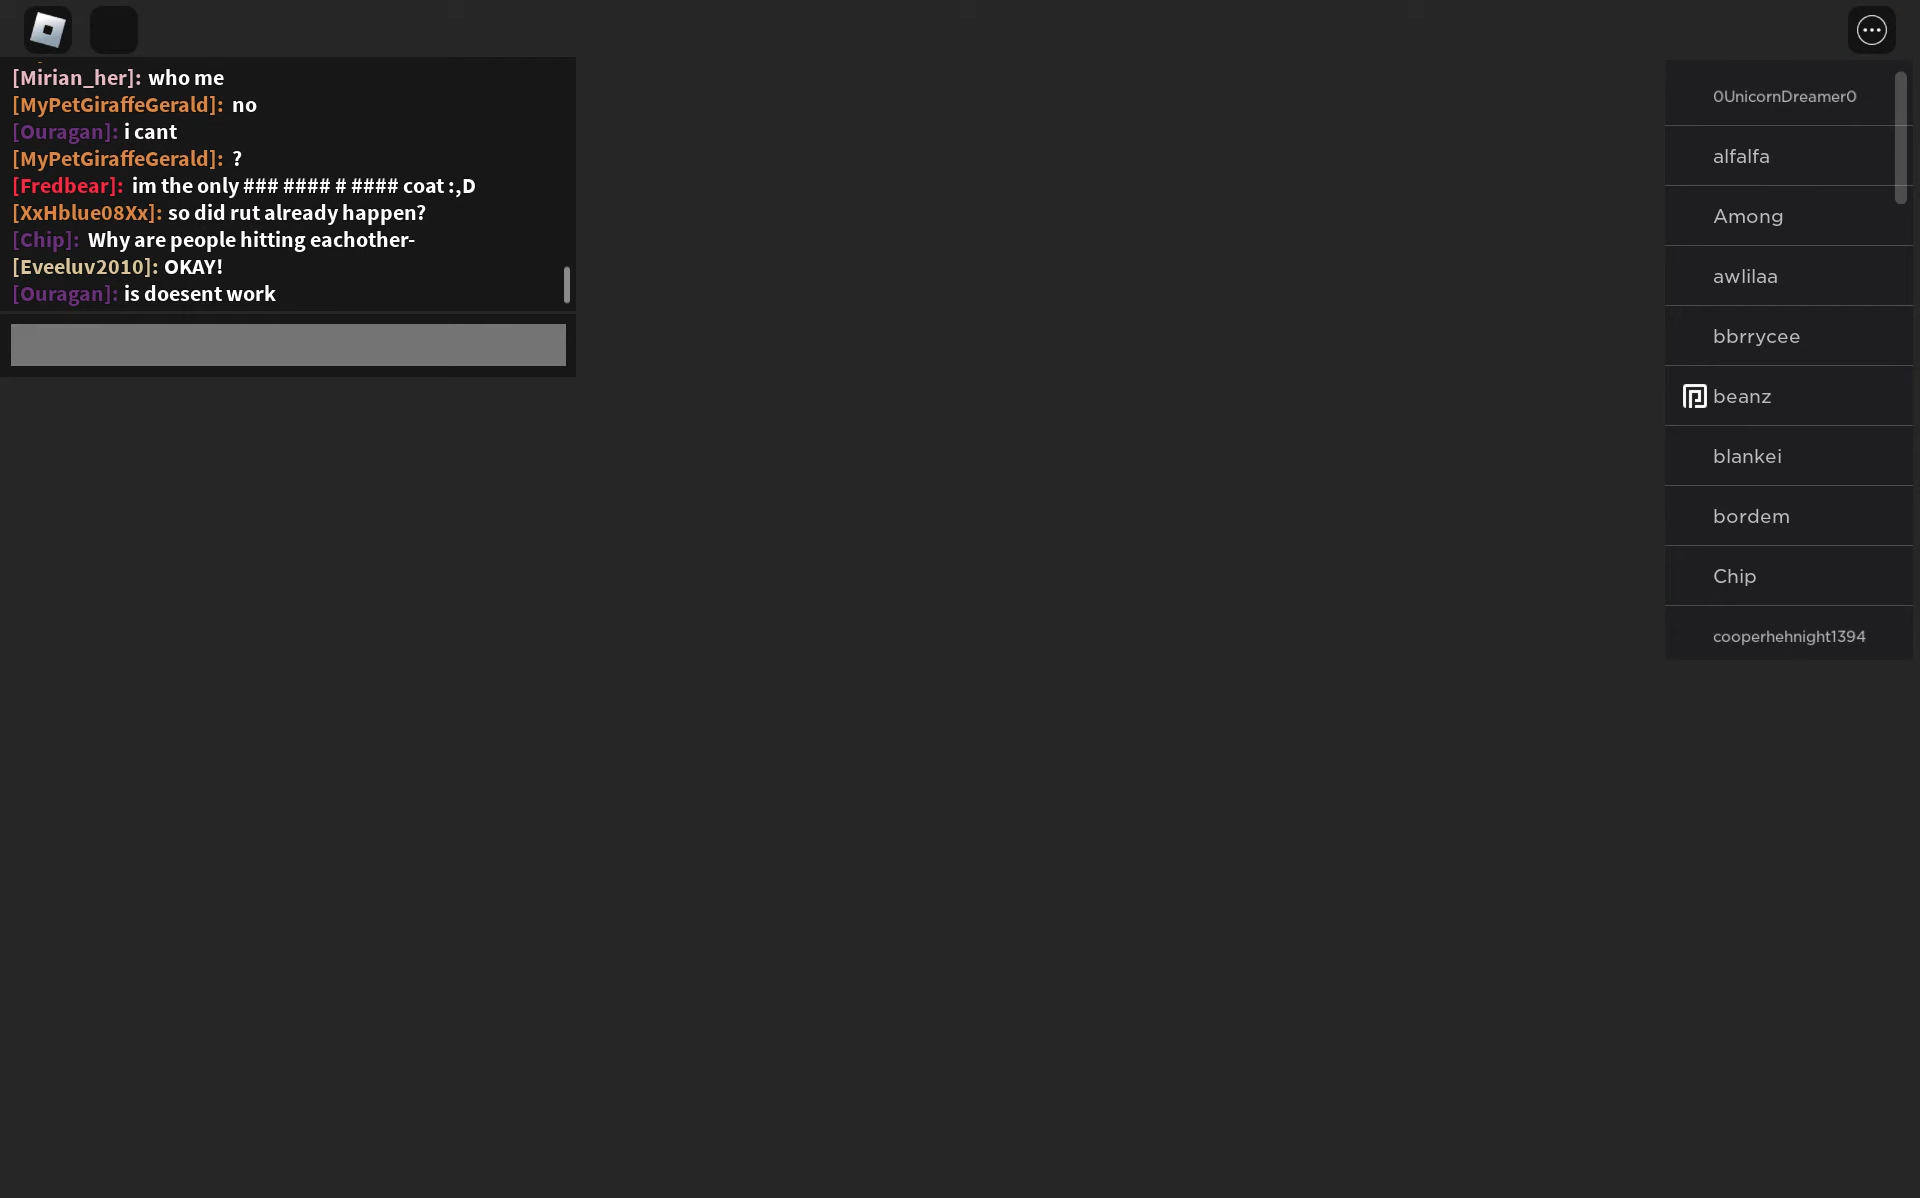 [Mirian_her]: who me
[MyPetGiraffeGerald]: no
[Ouragan]: i cant
[MyPetGiraffeGerald]: ?
[Fredbear]: im the only ### #### # #### coat :,D
[XxHblue08Xx]: so did rut already happen?
[Chip]: Why are people hitting eachother-
[Eveeluv2010]: OKAY!
[Ouragan]: is doesent work
0UnicornDreamer0
alfalfa
Among
awlilaa
bbrrycee
beanz
blankei
bordem
Chip
cooperhehnight1394